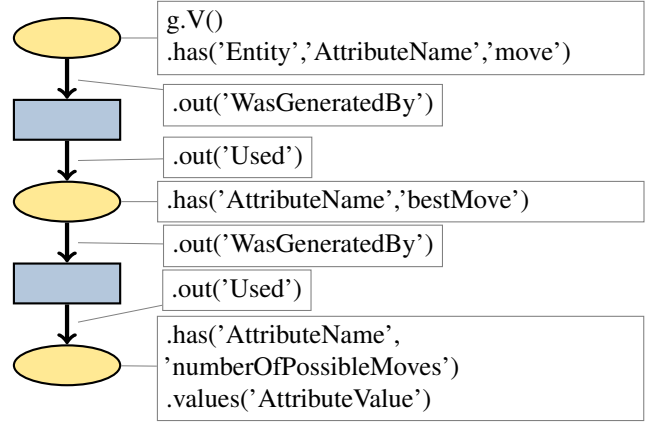 g.V()
.has('Entity','AttributeName','move')
.out('WasGeneratedBy')
.out('Used')
.has('AttributeName','bestMove')
.out('WasGeneratedBy')
.out('Used')
.has('AttributeName',
'numberOfPossibleMoves')
.values('AttributeValue')